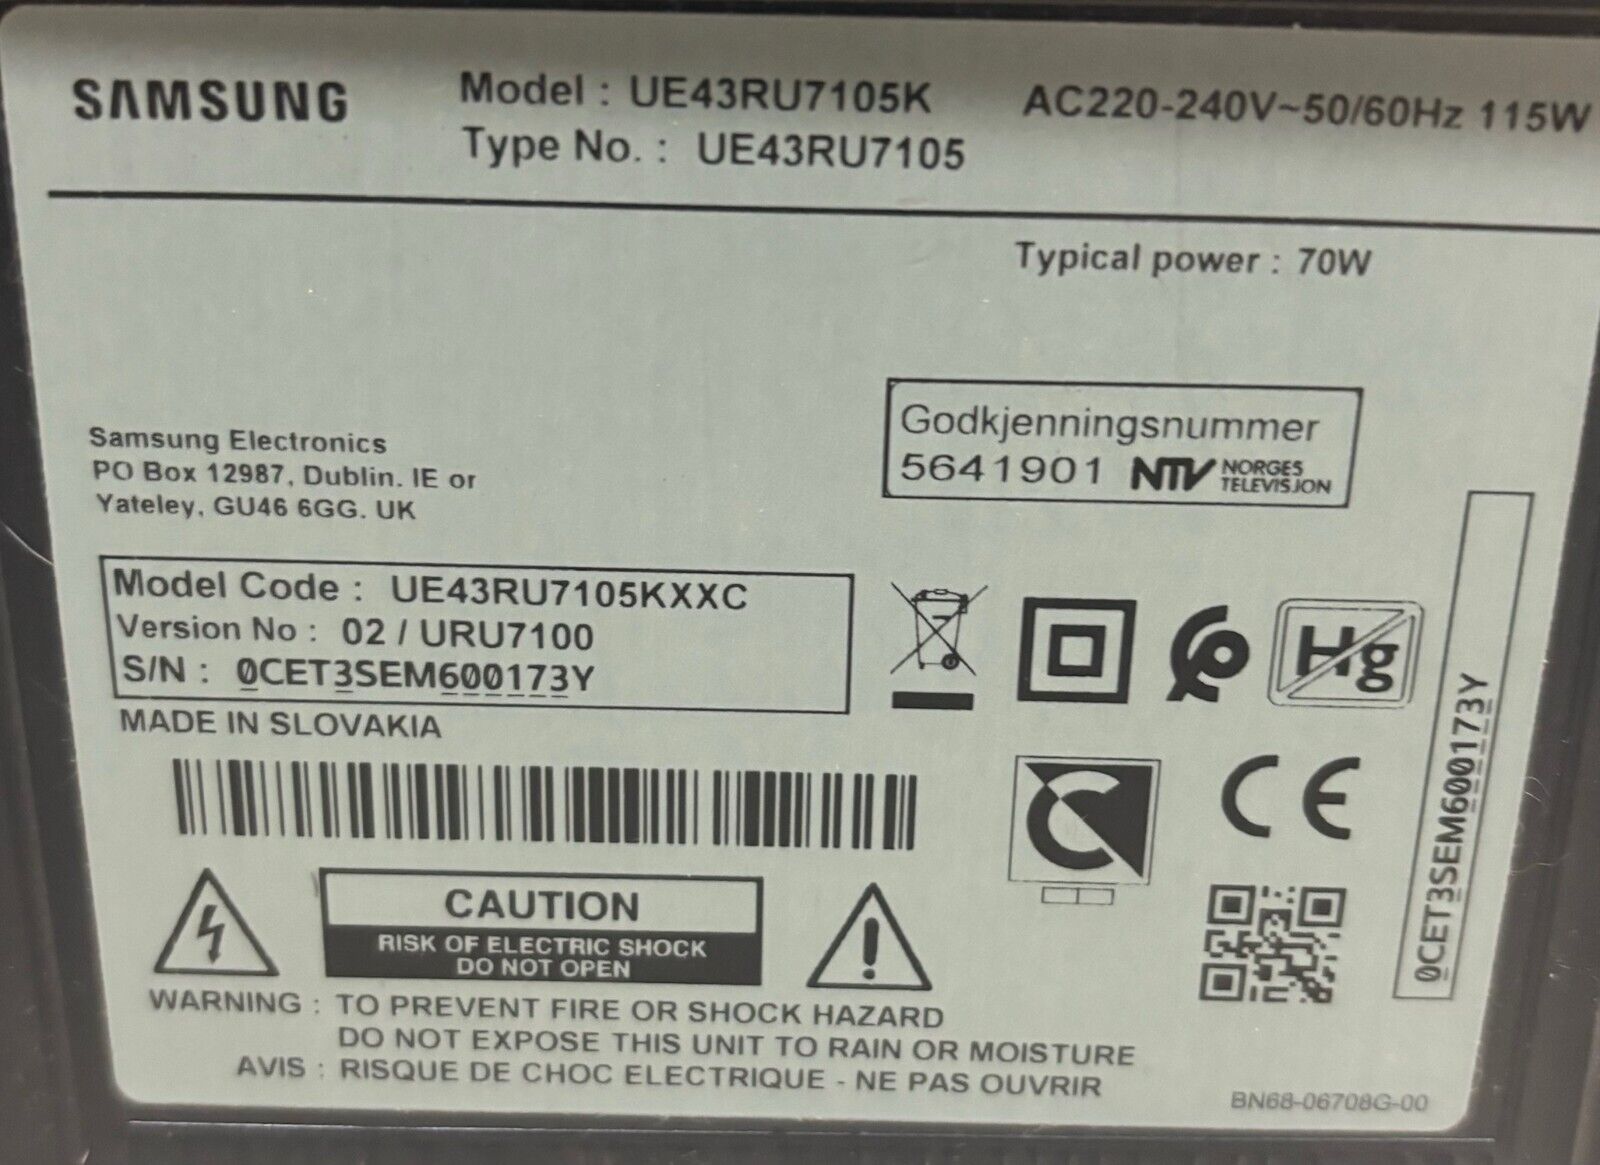 SAMSUNG
Model : UE43RU7105K
Type No. : UE43RU7105
AC220-240V~50/60Hz 115W
Typical power : 70W
Godkjenningsnummer
5641901 NTV NORGES
TELEVISJON
Samsung Electronics
PO Box 12987, Dublin. IE or
Yateley, GU46 6GG. UK
Model Code : UE43RU7105KXXC
Version No : 02 / URU7100
S/N : 0CET3SEM600173Y
MADE IN SLOVAKIA
Hg
CE
0CET3SEM600173Y
CAUTION
RISK OF ELECTRIC SHOCK
DO NOT OPEN
WARNING : TO PREVENT FIRE OR SHOCK HAZARD
DO NOT EXPOSE THIS UNIT TO RAIN OR MOISTURE
AVIS : RISQUE DE CHOC ELECTRIQUE - NE PAS OUVRIR
BN68-06708G-00